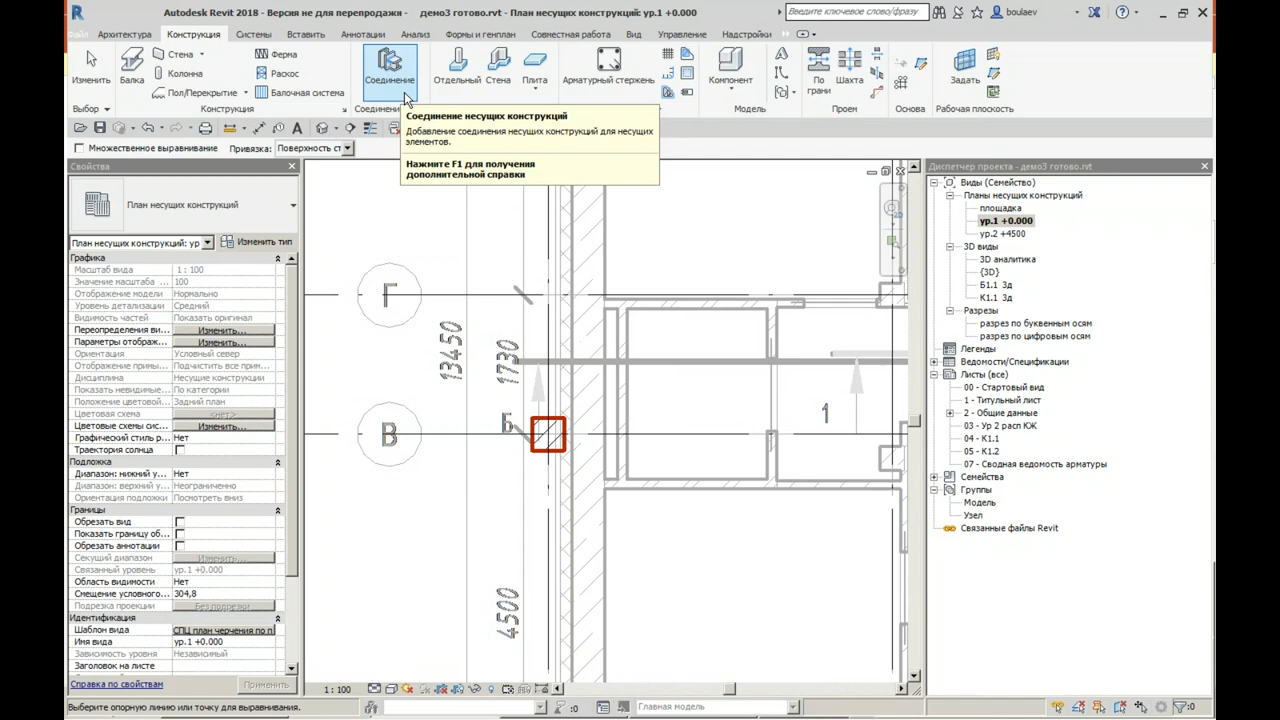 Autodesk Revit 2018 - Версия не для перепродажи - демо3 готово.rvt - План несущих конструкций: ур.1 +0.000
Введите ключевое слово/фразу
boulaev
Файл Архитектура Конструкция Системы Вставить Аннотации Анализ Формы и генплан Совместная работа Вид Управление Надстройки
Изменить
Балка
Стена
Колонна
Пол/Перекрытие
Ферма
Раскос
Балочная система
Соединение
Отдельный
Стена
Плита
Арматурный стержень
Компонент
По грани
Шахта
Задать
Выбор
Конструкция
Соединение
Модель
Проем
Основа
Рабочая плоскость
Соединение несущих конструкций
Добавление соединения несущих конструкций для несущих
элементов.
Нажмите F1 для получения
дополнительной справки
Множественное выравнивание Привязка: Поверхность ст
Свойства
План несущих конструкций
План несущих конструкций: ур
Изменить тип
Графика
Масштаб вида 1 : 100
Значение масштаба ... 100
Отображение модели Нормально
Уровень детализации Средний
Видимость частей Показать оригинал
Переопределения ви... Изменить...
Параметры отображ... Изменить...
Ориентация Условный север
Отображение примы... Подчистить все прим...
Дисциплина Несущие конструкции
Показать невидимые... По категории
Положение цветовой... Задний план
Цветовая схема <нет>
Цветовые схемы сис... Изменить...
Графический стиль р... Нет
Траектория солнца
Подложка
Диапазон: нижний у... Нет
Диапазон: верхний у... Неограниченно
Ориентация подложки Посмотреть вниз
Границы
Обрезать вид
Показать границу об...
Обрезать аннотации
Секущий диапазон Изменить...
Связанный уровень ур.1 +0.000
Область видимости Нет
Смещение условного... 304,8
Подрезка проекции Без подрезки
Идентификация
Шаблон вида СПЦ план черчения по п
Имя вида ур.1 +0.000
Зависимость уровня Независимый
Заголовок на листе
Справка по свойствам
Применить
Г
В
13450
1730
Б
1
4500
1 : 100
Диспетчер проекта - демо3 готово.rvt
Виды (Семейство)
Планы несущих конструкций
площадка
ур.1 +0.000
ур.2 +4500
3D виды
3D аналитика
{3D}
Б1.1 3д
К1.1 3д
Разрезы
разрез по буквенным осям
разрез по цифровым осям
Легенды
Ведомости/Спецификации
Листы (все)
00 - Стартовый вид
1 - Титульный лист
2 - Общие данные
03 - Ур 2 расп КЖ
04 - К1.1
05 - К1.2
07 - Сводная ведомость арматуры
Семейства
Группы
Модель
Узел
Связанные файлы Revit
Выберите опорную линию или точку для выравнивания.
:0
Главная модель
:0